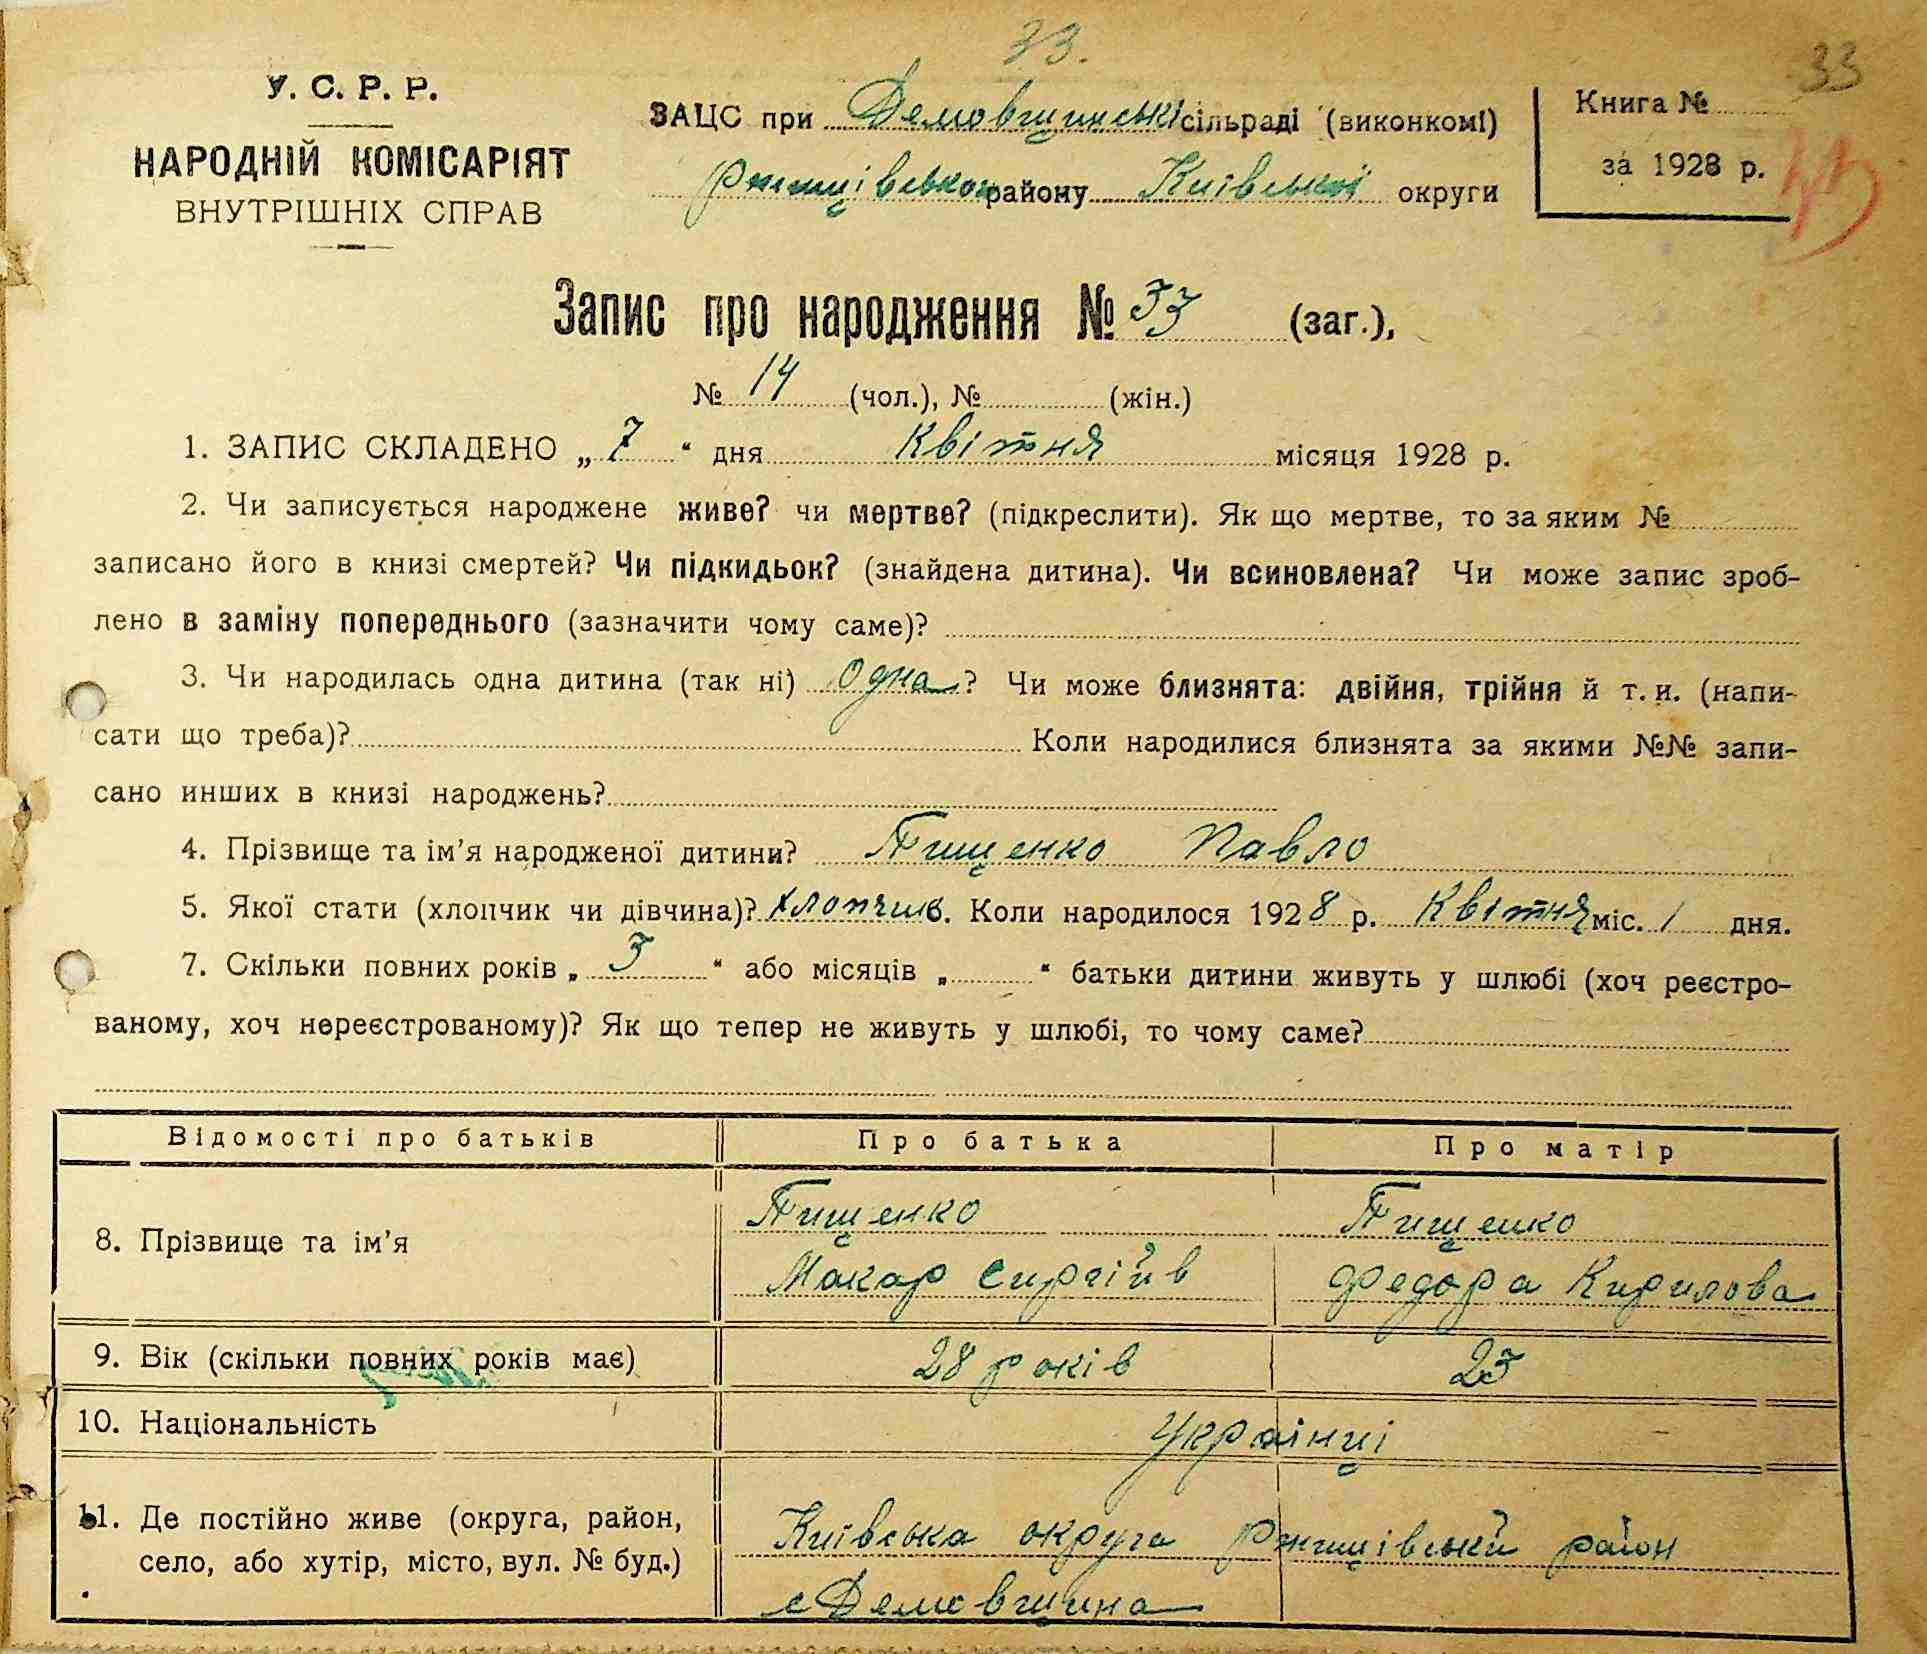 33.
33
У. С. Р. Р.
НАРОДНІЙ КОМІСАРІЯТ
ВНУТРІШНІХ СПРАВ
ЗАЦС при Демовщинські сільраді (виконкомі)
Ржищівською району Київської округи
Книга №
за 1928 р.
Запис про народження № 33 (заг.),
№ 14 (чол.), № (жін.)
1. ЗАПИС СКЛАДЕНО „ 7 “ дня Квітня місяця 1928 р.
2. Чи записується народжене живе? чи мертве? (підкреслити). Як що мертве, то за яким №
записано його в книзі смертей? Чи підкидьок? (знайдена дитина). Чи всиновлена? Чи може запис зроб-
лено в заміну попереднього (зазначити чому саме)?
3. Чи народилась одна дитина (так ні) Одна? Чи може близнята: двійня, трійня й т. и. (напи-
сати що треба)? Коли народилися близнята за якими №№ запи-
сано инших в книзі народжень?
4. Прізвище та ім’я народженої дитини? Тищенко Павло
5. Якої стати (хлопчик чи дівчина)? хлопчик. Коли народилося 1928 р. Квітня міс. 1 дня.
7. Скільки повних років „ 3 “ або місяців „ “ батьки дитини живуть у шлюбі (хоч реєстро-
ваному, хоч нереєстрованому)? Як що тепер не живуть у шлюбі, то чому саме?
Відомості про батьків Про батька Про матір
8. Прізвище та ім’я
Тищенко Тищенко
Макар Сиргіїв Федора Кирилова
9. Вік (скільки повних років має) 28 років 23
10. Національність Українці
11. Де постійно живе (округа, район,
село, або хутір, місто, вул. № буд.)
Київська округа Ржищівський район
с Демовщина